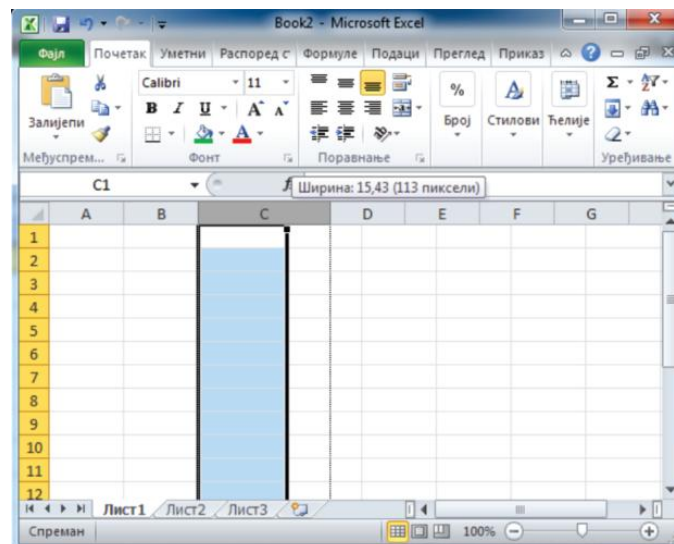 Book2 - Microsoft Excel
Фајл Почетак Уметни Распоред с Формуле Подаци Преглед Приказ
Calibri 11
Залијепи
B I U A A
A
% Број
A Стилови
Ћелије
Σ
Међуспрем... Фонт Поравнање Уређивање
C1
Ширина: 15,43 (113 пиксели)
A B C D E F G
1
2
3
4
5
6
7
8
9
10
11
12
Лист1 Лист2 Лист3
Спреман 100%